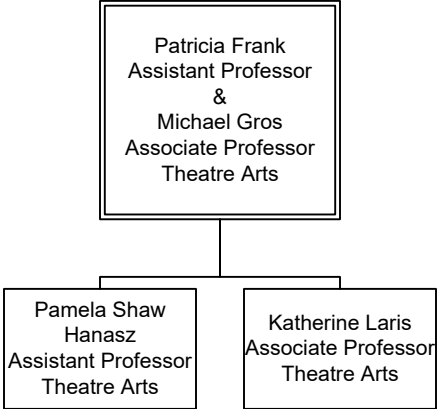 Patricia Frank
Assistant Professor
&
Michael Gros
Associate Professor
Theatre Arts
Pamela Shaw
Hanasz
Assistant Professor
Theatre Arts
Katherine Laris
Associate Professor
Theatre Arts